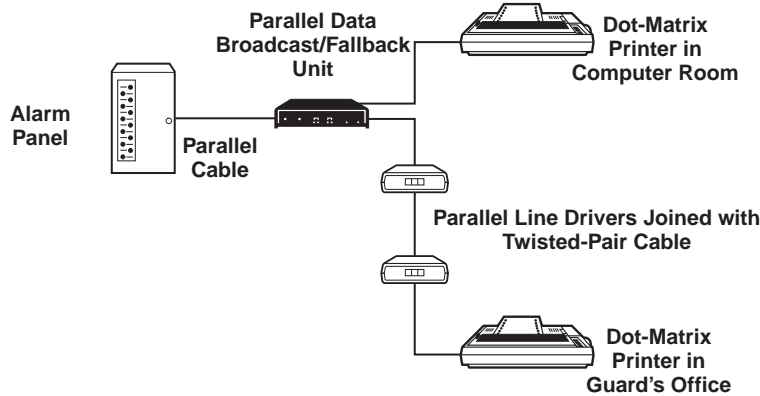 Parallel Data
Broadcast/Fallback
Unit
Dot-Matrix
Printer in
Computer Room
Alarm
Panel
Parallel
Cable
Parallel Line Drivers Joined with
Twisted-Pair Cable
Dot-Matrix
Printer in
Guard's Office